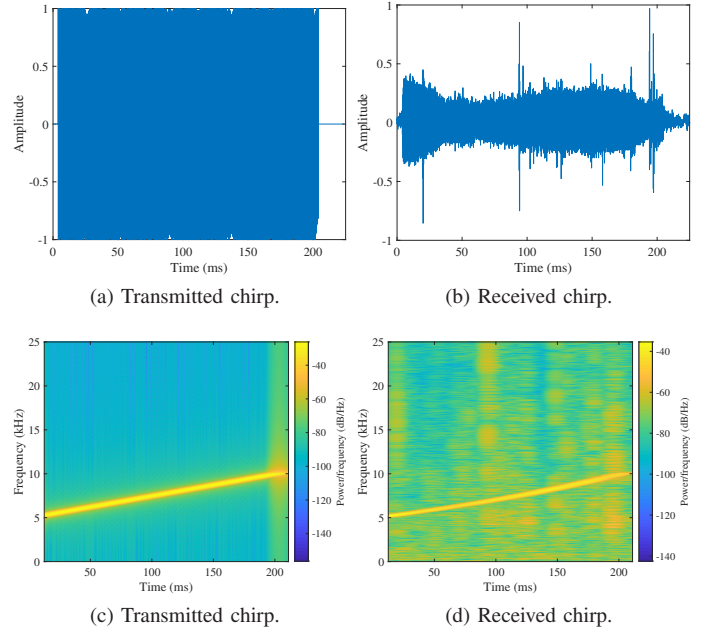 1
0.5
0
-0.5
-1
Amplitude
0 50 100 150 200
Time (ms)
(a) Transmitted chirp.
1
0.5
0
-0.5
-1
Amplitude
0 50 100 150 200
Time (ms)
(b) Received chirp.
25
20
15
10
5
0
Frequency (kHz)
50 100 150 200
Time (ms)
-40
-60
-80
-100
-120
-140
Power/frequency (dB/Hz)
(c) Transmitted chirp.
25
20
15
10
5
0
Frequency (kHz)
50 100 150 200
Time (ms)
-40
-60
-80
-100
-120
-140
Power/frequency (dB/Hz)
(d) Received chirp.